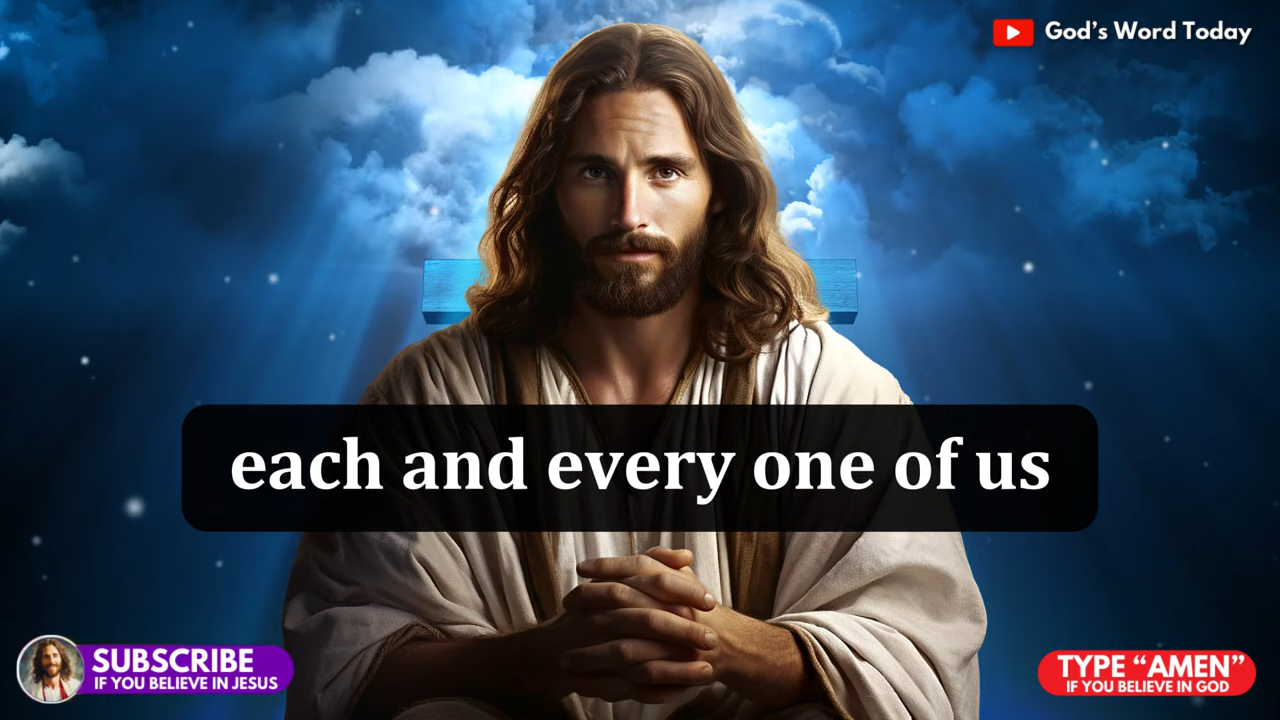 God's Word Today
each and every one of us
SUBSCRIBE
IF YOU BELIEVE IN JESUS
TYPE “AMEN”
IF YOU BELIEVE IN GOD